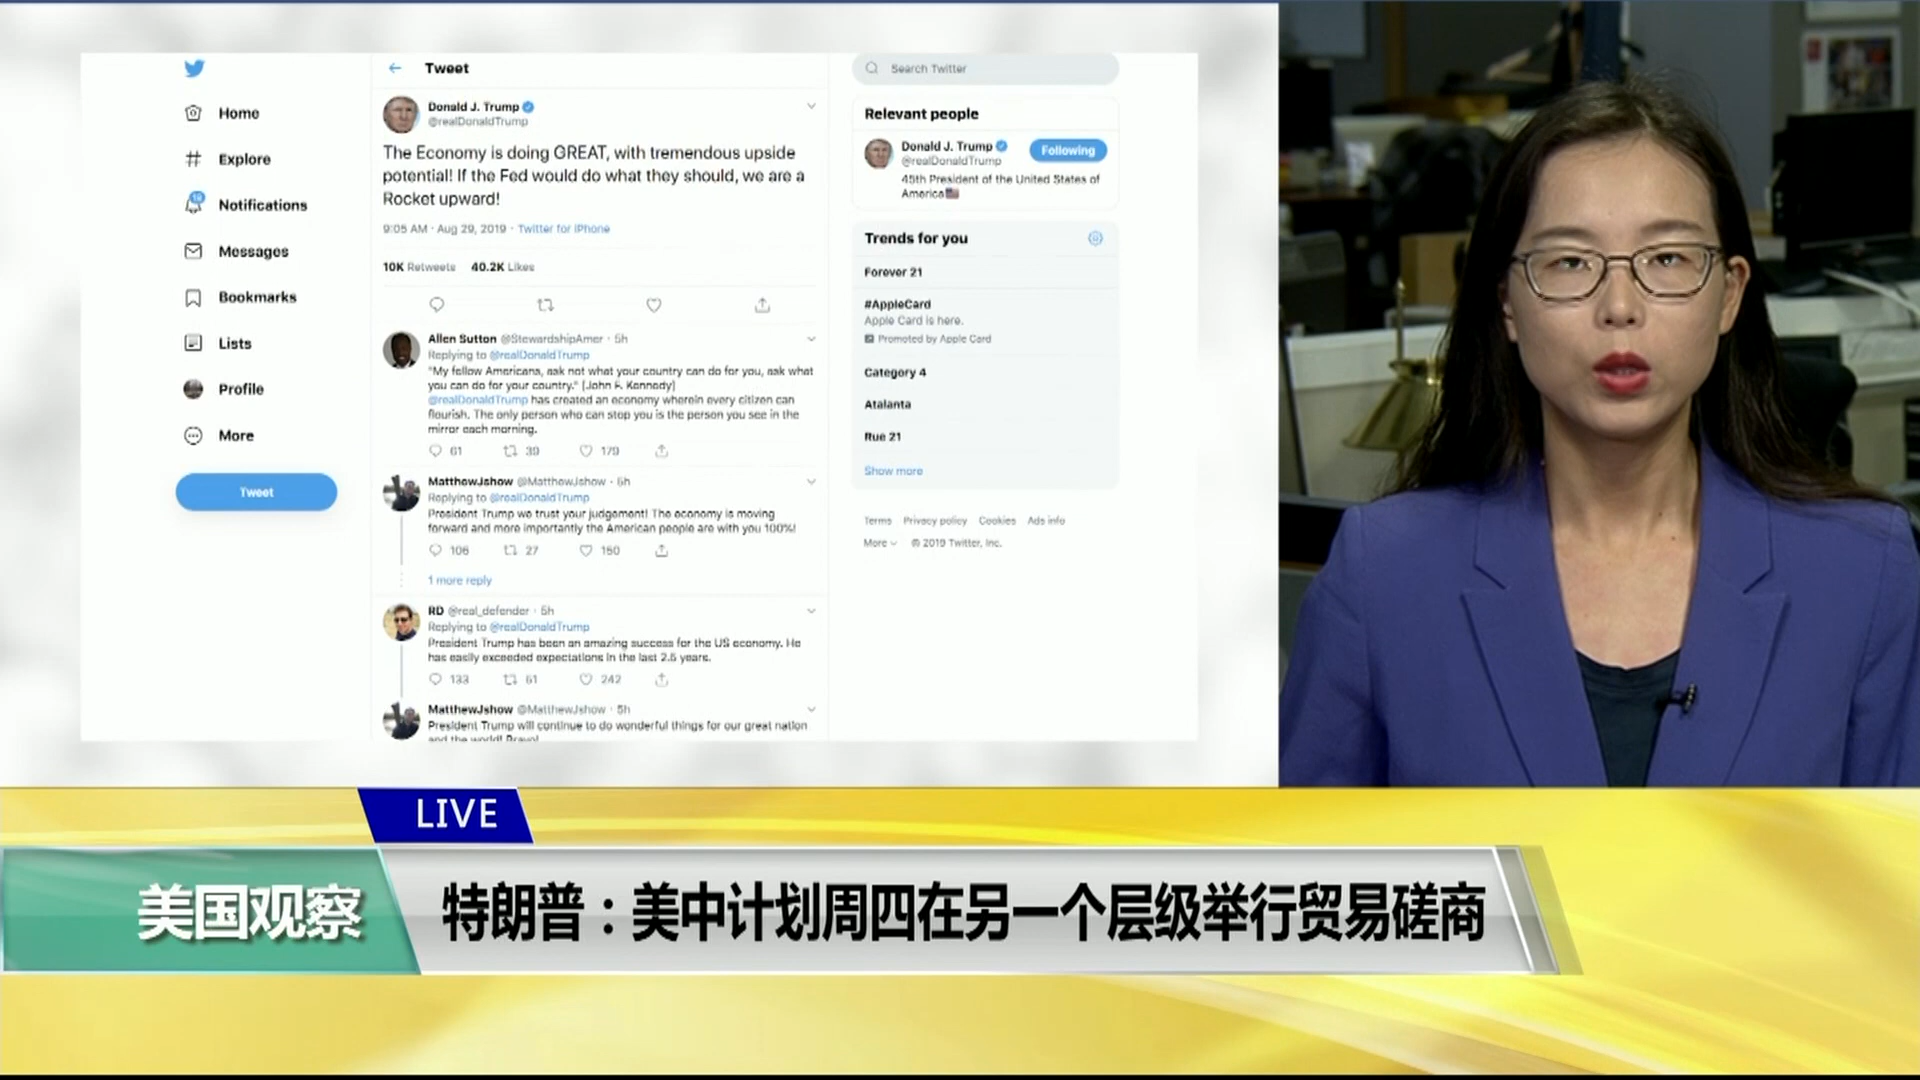 Home
Explore
18
Notifications
Messages
Bookmarks
Lists
Profile
More
Tweet
Tweet
Donald J. Trump
@realDonaldTrump
The Economy is doing GREAT, with tremendous upside
potential! If the Fed would do what they should, we are a
Rocket upward!
9:05 AM · Aug 29, 2019 · Twitter for iPhone
10K Retweets 40.2K Likes
Allen Sutton @StewardshipAmer · 5h
Replying to @realDonaldTrump
"My fellow Americans, ask not what your country can do for you, ask what
you can do for your country." [John F. Kennedy]
@realDonaldTrump has created an economy wherein every citizen can
flourish. The only person who can stop you is the person you see in the
mirror each morning.
61 39 179
MatthewJshow @MatthewJshow · 5h
Replying to @realDonaldTrump
President Trump we trust your judgement! The economy is moving
forward and more importantly the American people are with you 100%!
106 27 150
1 more reply
RD @real_defender · 5h
Replying to @realDonaldTrump
President Trump has been an amazing success for the US economy. He
has easily exceeded expectations in the last 2.5 years.
133 61 242
MatthewJshow @MatthewJshow · 5h
President Trump will continue to do wonderful things for our great nation
and the world! Bravo!
Search Twitter
Relevant people
Donald J. Trump
@realDonaldTrump
Following
45th President of the United States of
America
Trends for you
Forever 21
#AppleCard
Apple Card is here.
Promoted by Apple Card
Category 4
Atalanta
Rue 21
Show more
Terms Privacy policy Cookies Ads info
More © 2019 Twitter, Inc.
LIVE
美国观察
特朗普：美中计划周四在另一个层级举行贸易磋商